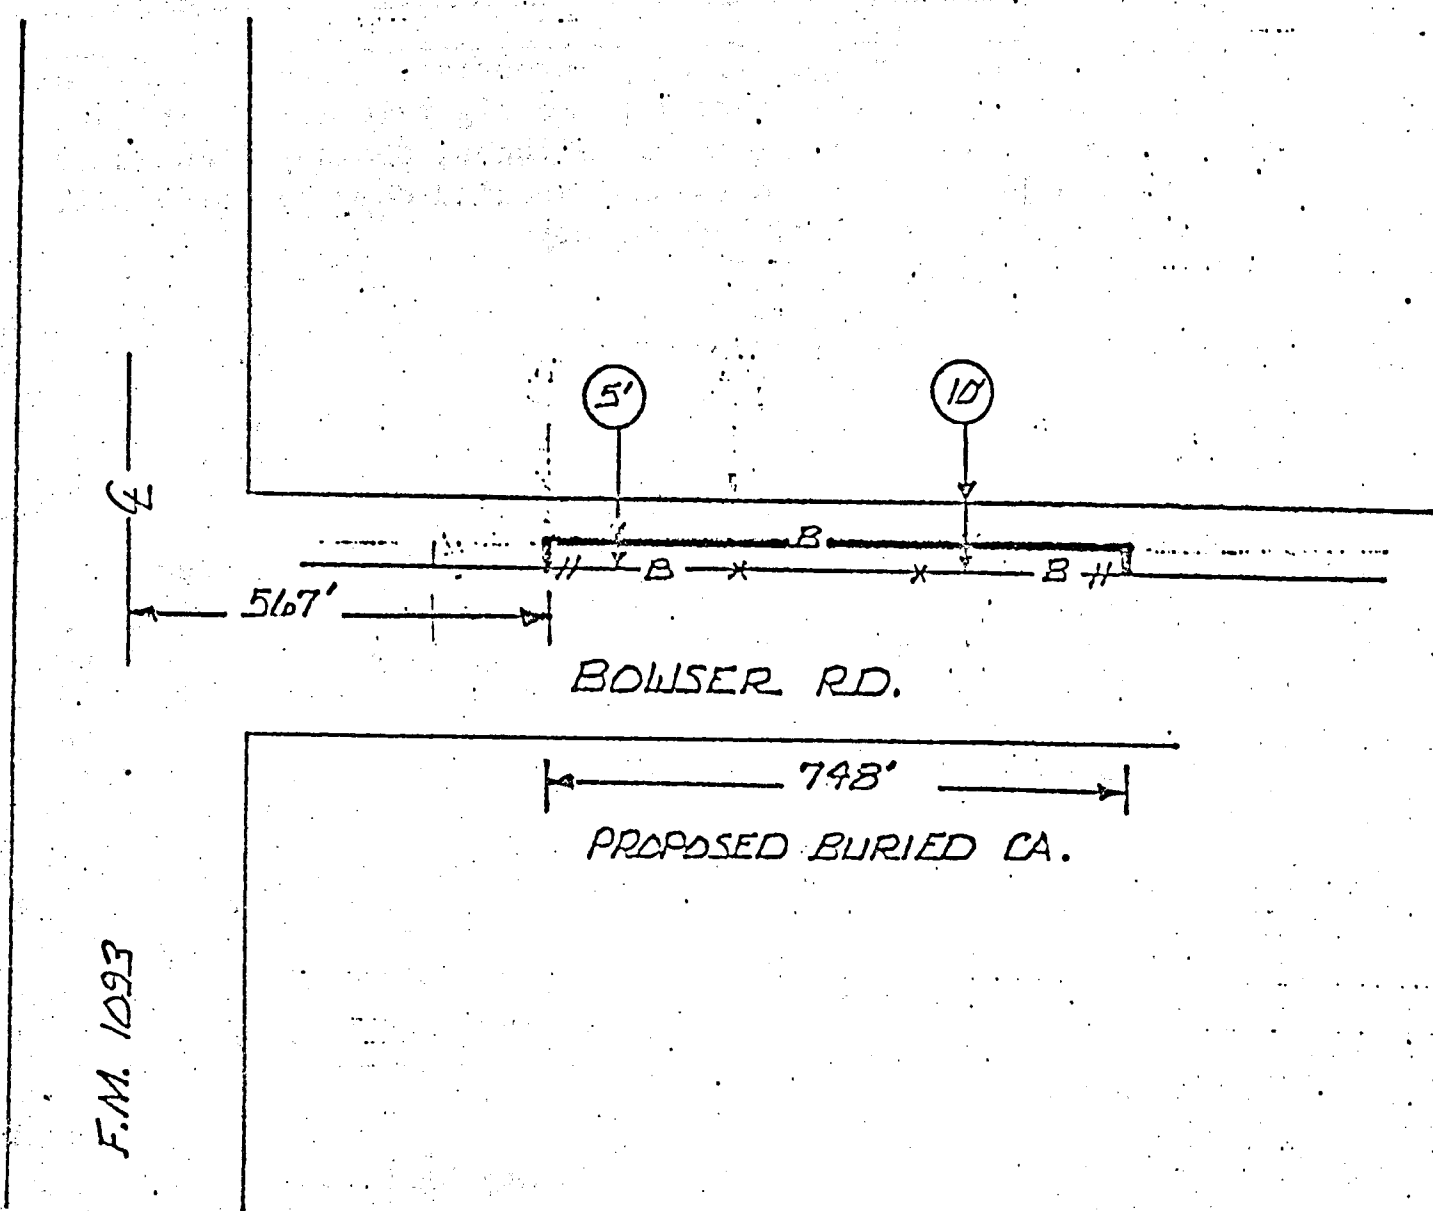 5' 10'
℄
B
B B
567'
BOWSER RD.
748'
PROPOSED BURIED CA.
F.M. 1093